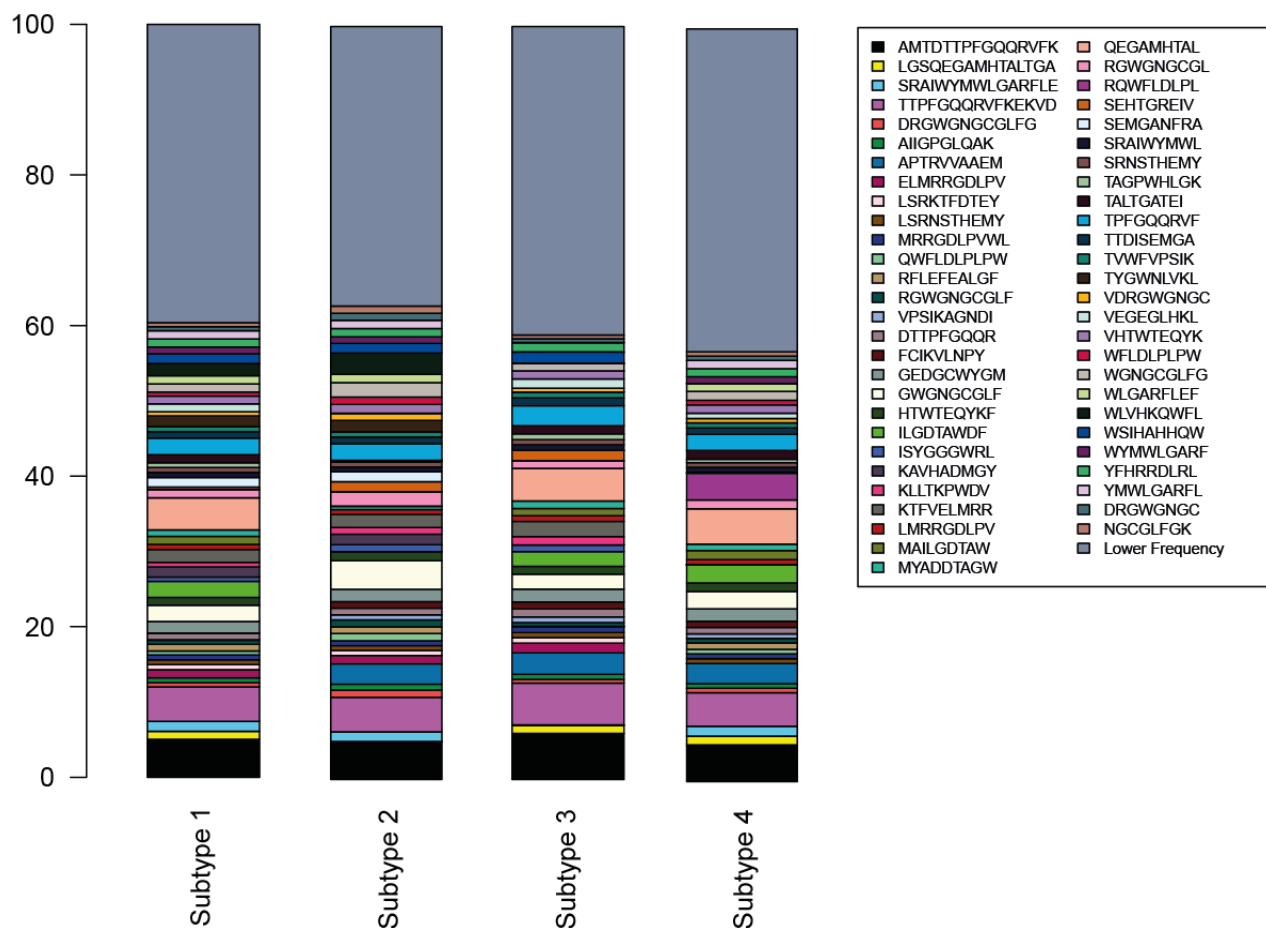 100
80
60
40
20
0
Subtype 1
Subtype 2
Subtype 3
Subtype 4
AMTDTTPFGQQRVFK
LGSQEGAMHTALTGA
SRAIWYMWLGARFLE
TTPFGQQRVFKEKVD
DRGWGNGCGLFG
AIIGPGLQAK
APTRVVAAEM
ELMRRGDLPV
LSRKTFDTEY
LSRNSTHEMY
MRRGDLPVWL
QWFLDLPLPW
RFLEFEALGF
RGWGNGCGLF
VPSIKAGNDI
DTTPFGQQR
FCIKVLNPY
GEDGCWYGM
GWGNGCGLF
HTWTEQYKF
ILGDTAWDF
ISYGGGWRL
KAVHADMGY
KLLTKPWDV
KTFVELMRR
LMRRGDLPV
MAILGDTAW
MYADDTAGW
QEGAMHTAL
RGWGNGCGL
RQWFLDLPL
SEHTGREIV
SEMGANFRA
SRAIWYMWL
SRNSTHEMY
TAGPWHLGK
TALTGATEI
TPFGQQRVF
TTDISEMGA
TVWFVPSIK
TYGWNLVKL
VDRGWGNGC
VEGEGLHKL
VHTWTEQYK
WFLDLPLPW
WGNGCGLFG
WLGARFLEF
WLVHKQWFL
WSIHAHHQW
WYMWLGARF
YFHRRDLRL
YMWLGARFL
DRGWGNGC
NGCGLFGK
Lower Frequency